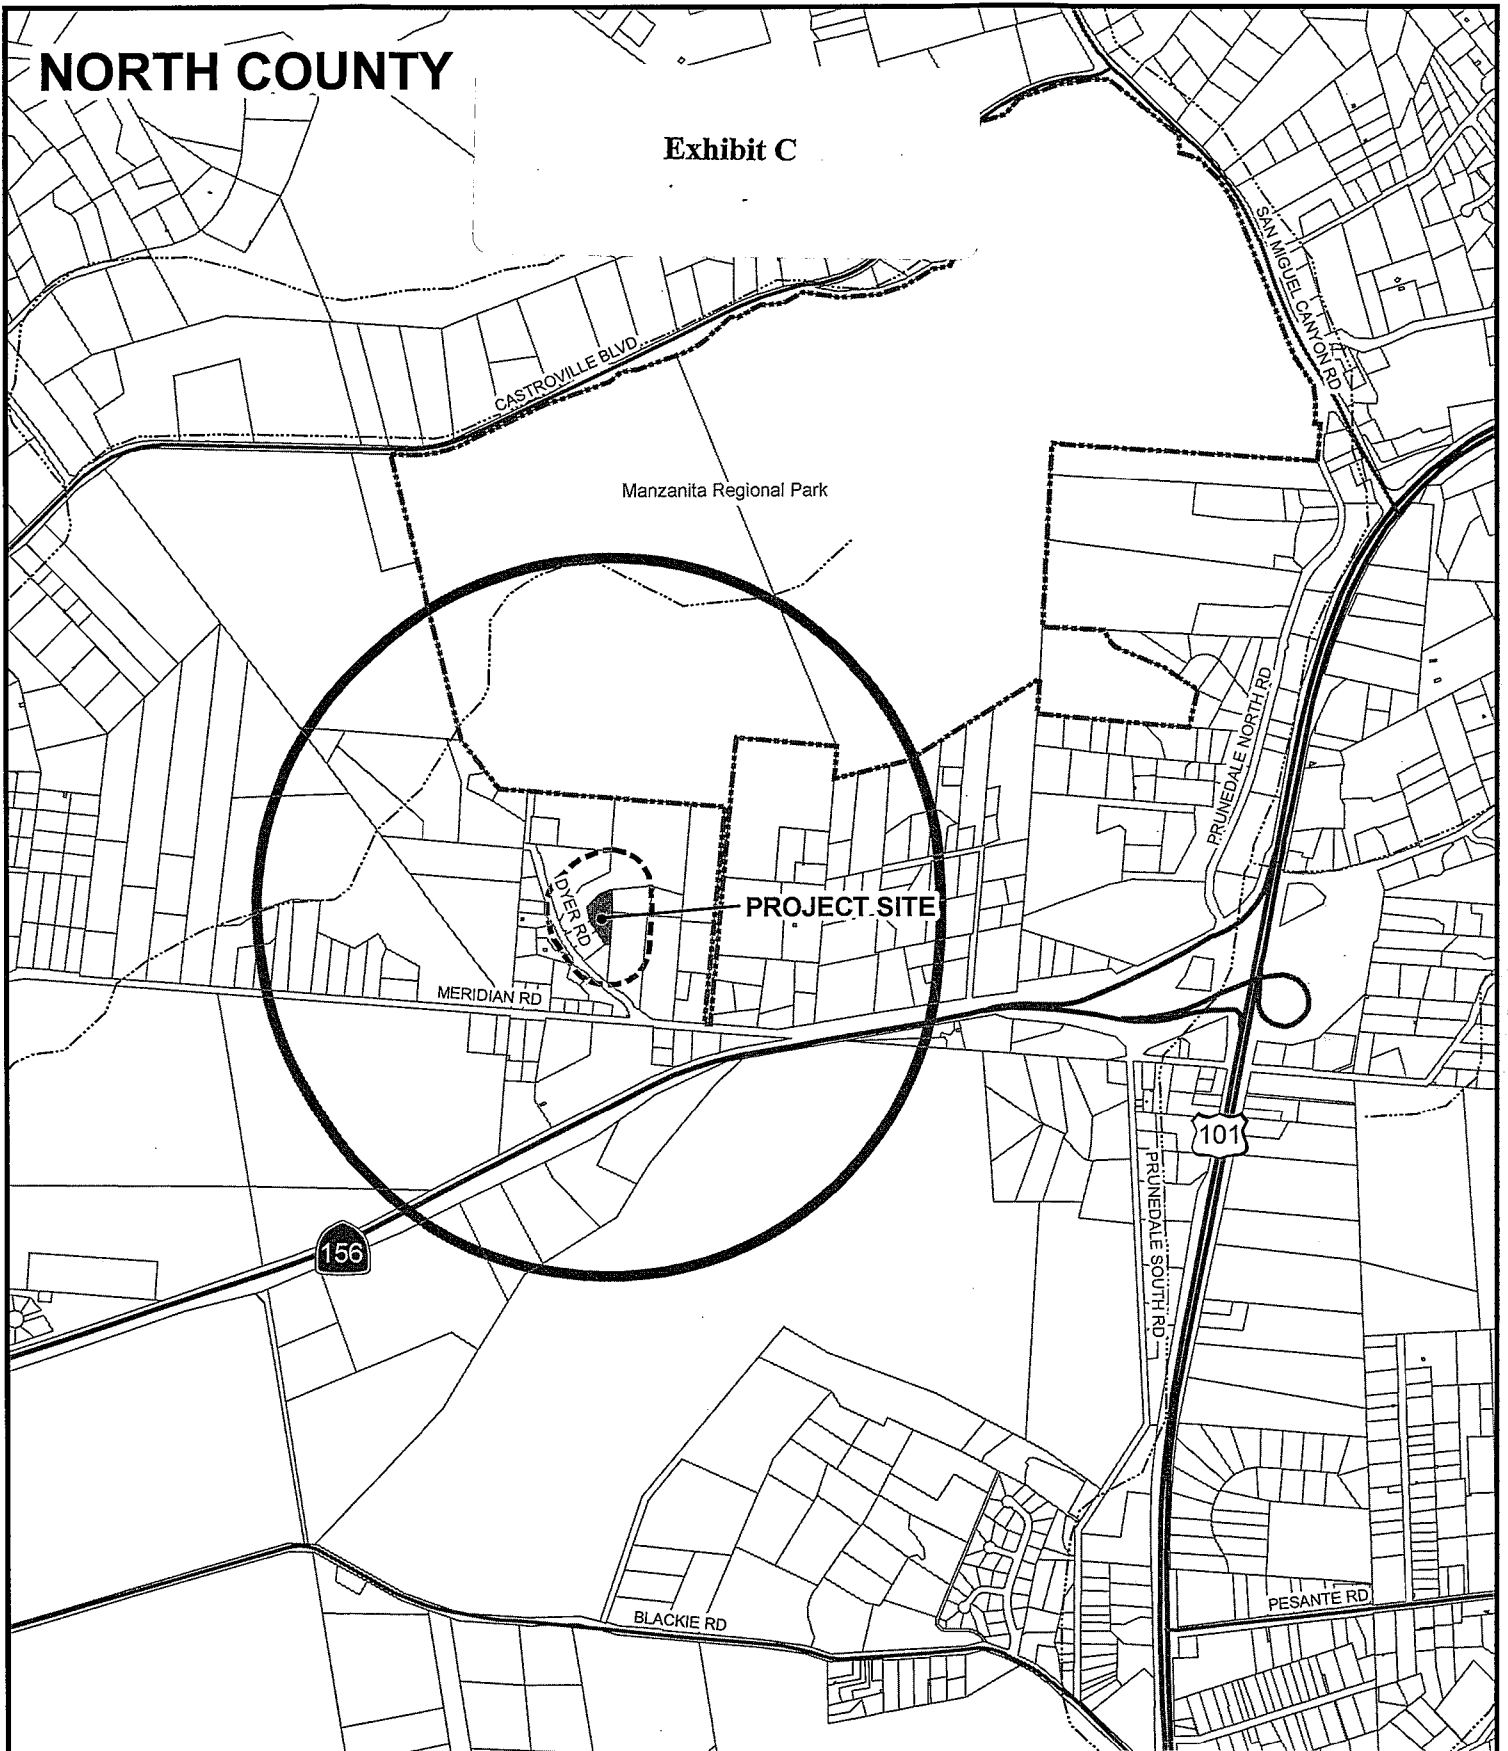 NORTH COUNTY
Exhibit C
SAN MIGUEL CANYON RD
CASTROVILLE BLVD
Manzanita Regional Park
PRUNEDALE NORTH RD
DYER RD
PROJECT SITE
MERIDIAN RD
101
PRUNEDALE SOUTH RD
156
PESANTE RD
BLACKIE RD